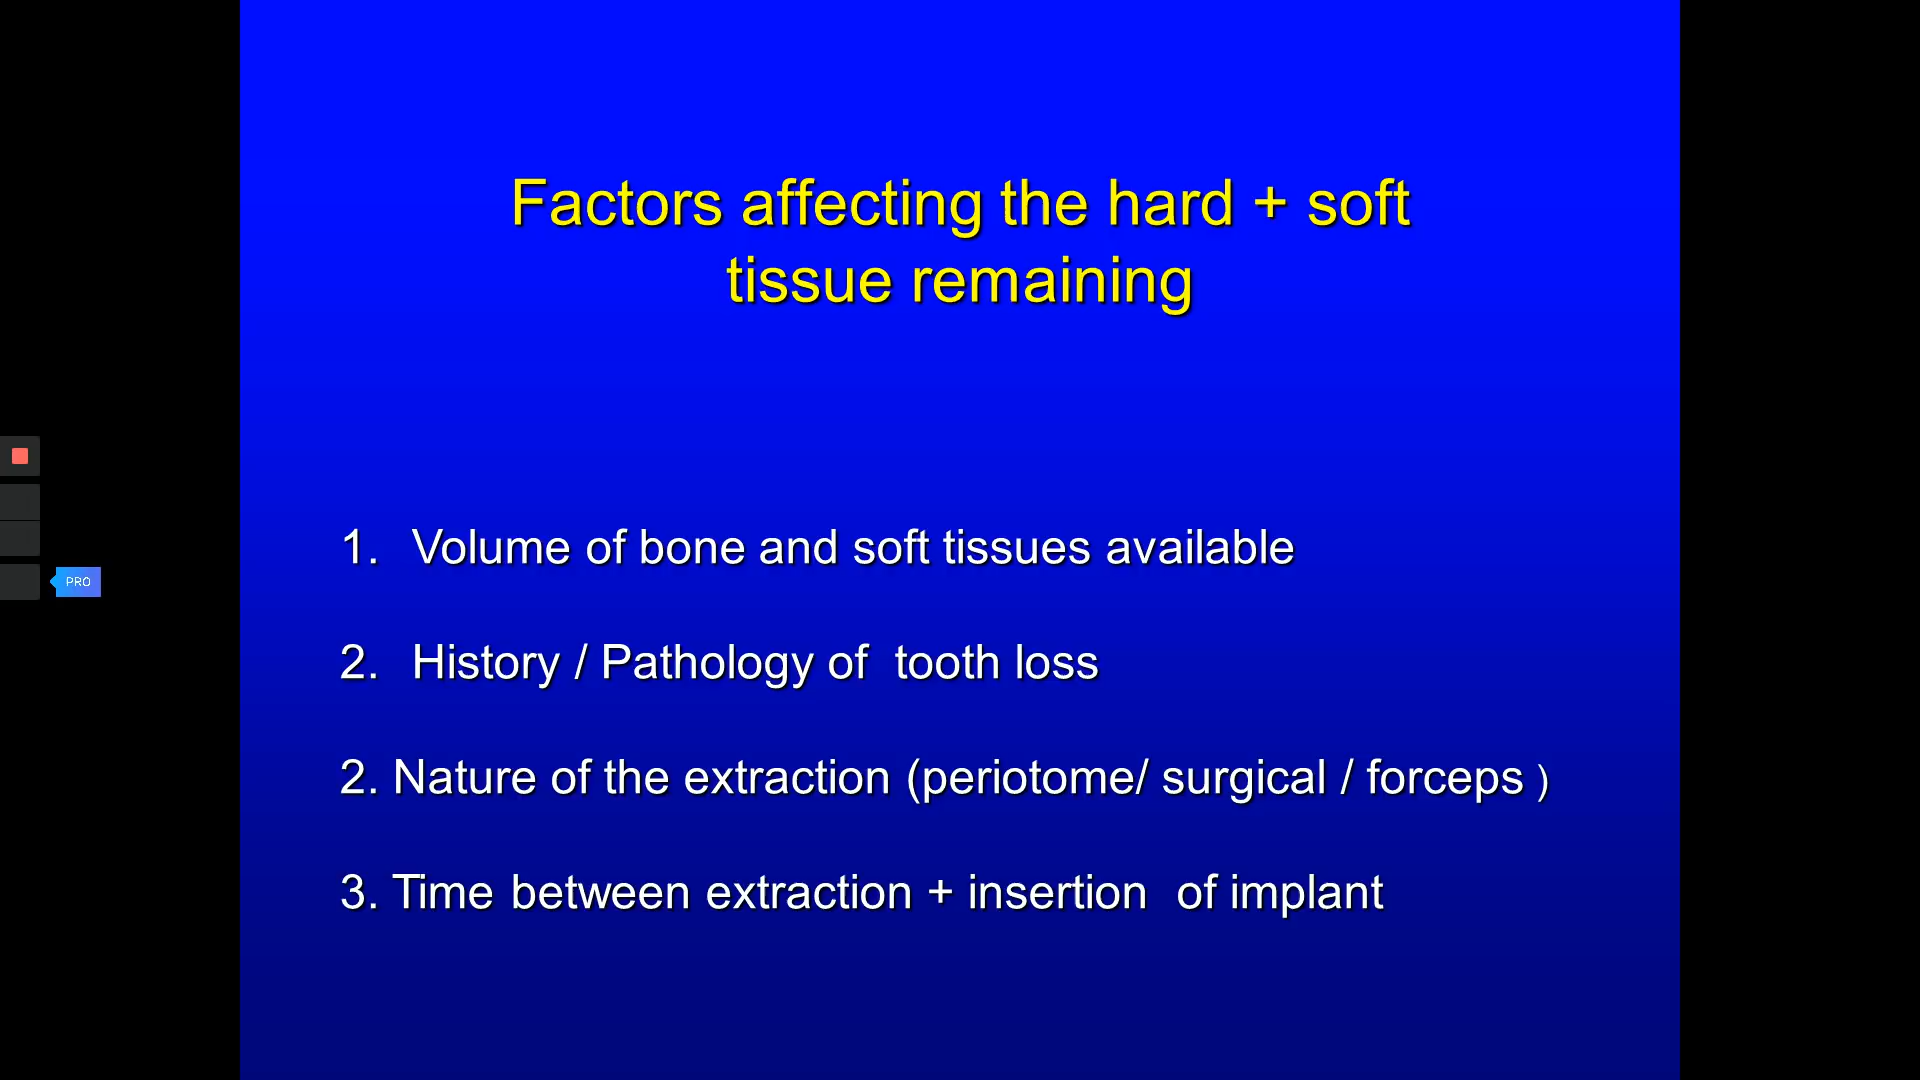 Factors affecting the hard + soft
tissue remaining
1. Volume of bone and soft tissues available
2. History / Pathology of tooth loss
PRO
2. Nature of the extraction (periotome/ surgical / forceps )
3. Time between extraction + insertion of implant